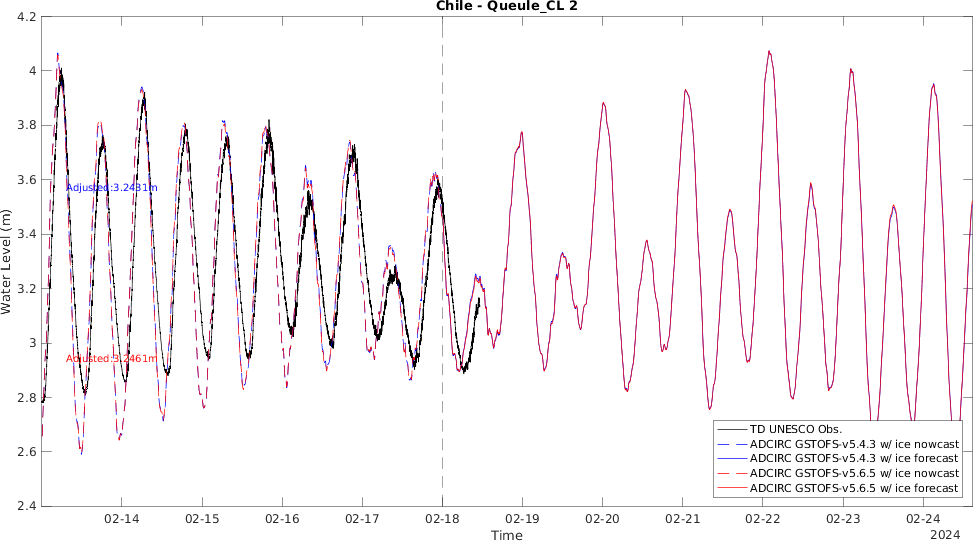 Chile - Queule_CL 2
4.2
4
3.8
3.6
3.4
3.2
3
2.8
2.6
2.4
Water Level (m)
Adjusted:3.2431m
Adjusted:3.2461m
TD UNESCO Obs.
ADCIRC GSTOFS-v5.4.3 w/ ice nowcast
ADCIRC GSTOFS-v5.4.3 w/ ice forecast
ADCIRC GSTOFS-v5.6.5 w/ ice nowcast
ADCIRC GSTOFS-v5.6.5 w/ ice forecast
02-14 02-15 02-16 02-17 02-18 02-19 02-20 02-21 02-22 02-23 02-24
Time
2024